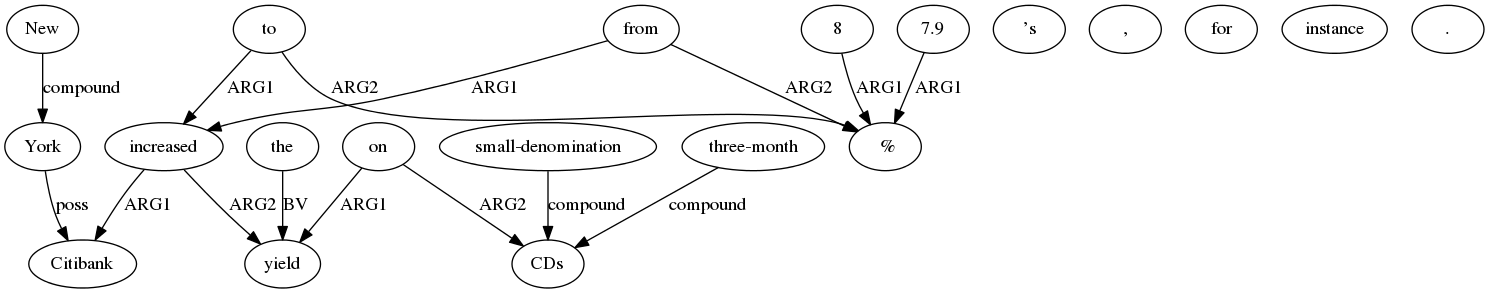 New to from 8 7.9 's , for instance .
compound ARG1 ARG2 ARG1 ARG2 ARG1 ARG1
York increased the on small-denomination three-month %
poss ARG1 ARG2 BV ARG1 ARG2 compound compound
Citibank yield CDs